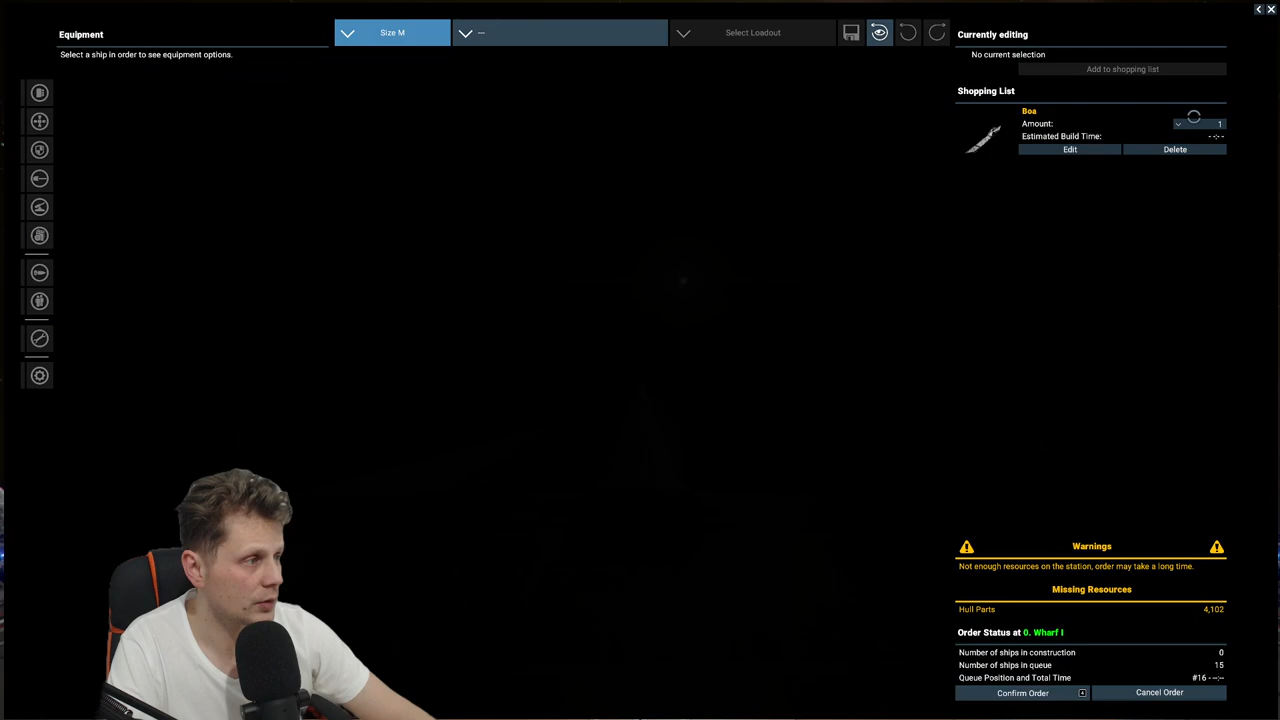 Equipment
Select a ship in order to see equipment options.
Size M
---
Select Loadout
Currently editing
No current selection
Add to shopping list
Shopping List
Boa
Amount: 1
Estimated Build Time: --:--
Edit Delete
Warnings
Not enough resources on the station, order may take a long time.
Missing Resources
Hull Parts 4,102
Order Status at 0. Wharf I
Number of ships in construction 0
Number of ships in queue 15
Queue Position and Total Time #16 - --:--
Confirm Order Cancel Order